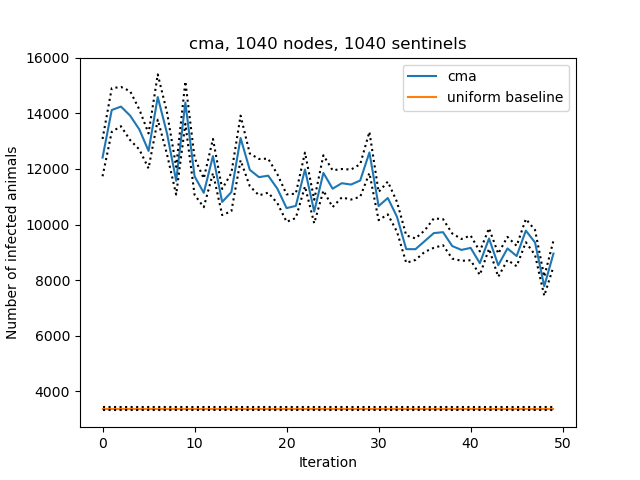 cma, 1040 nodes, 1040 sentinels
16000
14000
12000
10000
8000
6000
4000
Number of infected animals
cma
uniform baseline
0 10 20 30 40 50
Iteration